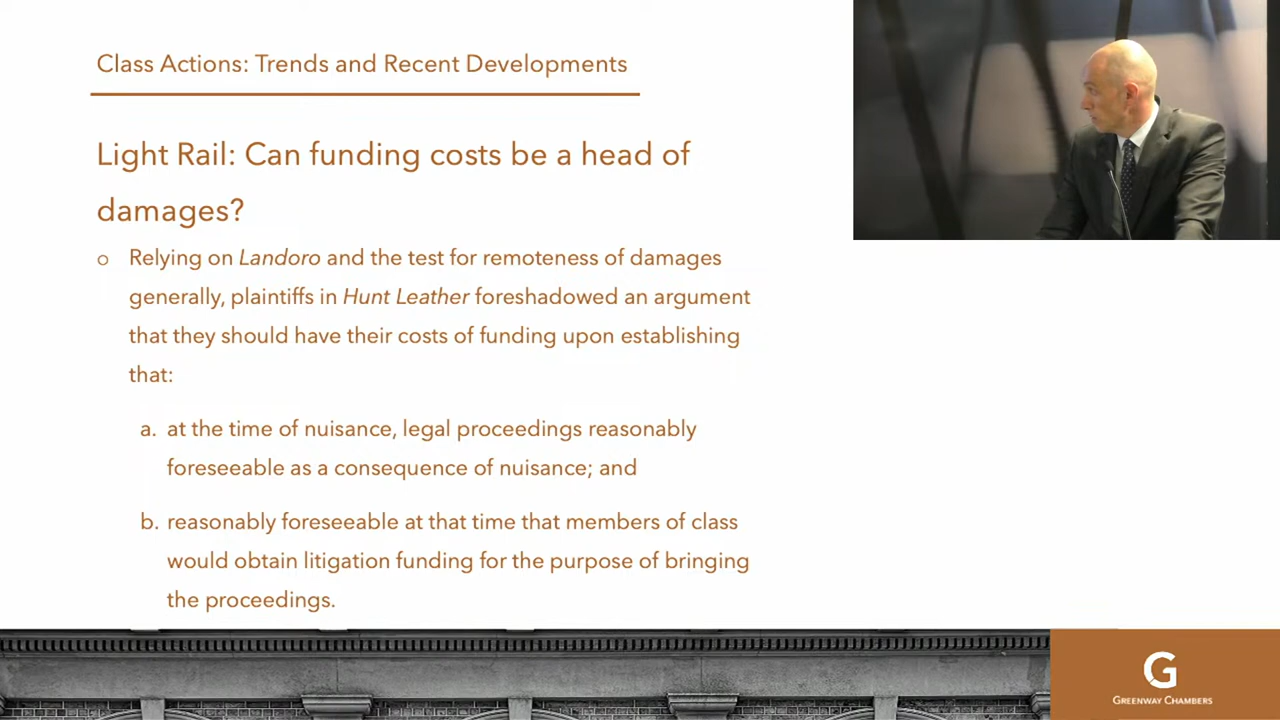 Class Actions: Trends and Recent Developments
Light Rail: Can funding costs be a head of
damages?
o Relying on Landoro and the test for remoteness of damages
generally, plaintiffs in Hunt Leather foreshadowed an argument
that they should have their costs of funding upon establishing
that:
a. at the time of nuisance, legal proceedings reasonably
foreseeable as a consequence of nuisance; and
b. reasonably foreseeable at that time that members of class
would obtain litigation funding for the purpose of bringing
the proceedings.
G
GREENWAY CHAMBERS